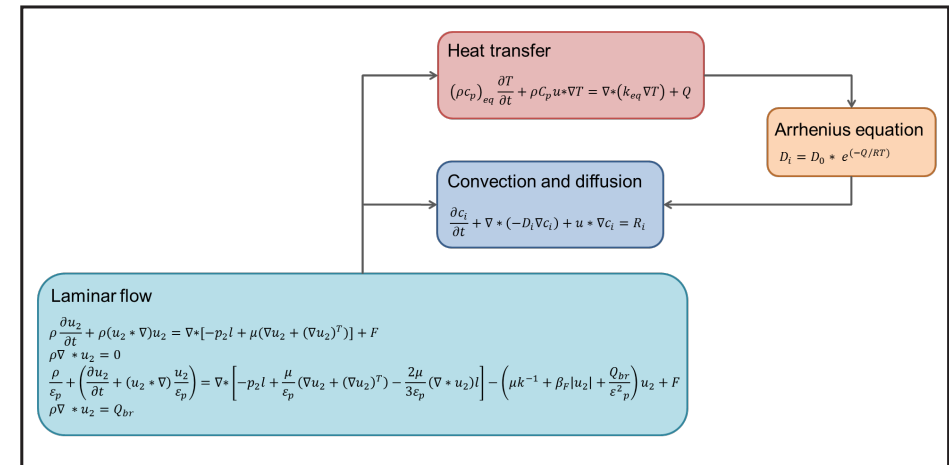 Heat transfer
(ρc_p)_eq ∂T/∂t + ρC_p u*∇T = ∇*(k_eq∇T) + Q
Arrhenius equation
D_i = D_0 * e^(-Q/RT)
Convection and diffusion
∂c_i/∂t + ∇ * (-D_i∇c_i) + u * ∇c_i = R_i
Laminar flow
ρ ∂u_2/∂t + ρ(u_2 * ∇)u_2 = ∇*[-p_2l + μ(∇u_2 + (∇u_2)^T)] + F
ρ∇ * u_2 = 0
ρ/ε_p + (∂u_2/∂t + (u_2 * ∇) u_2/ε_p) = ∇* [-p_2l + μ/ε_p (∇u_2 + (∇u_2)^T) - 2μ/3ε_p (∇ * u_2)l] - (μk^-1 + β_F|u_2| + Q_br/ε^2_p) u_2 + F
ρ∇ * u_2 = Q_br